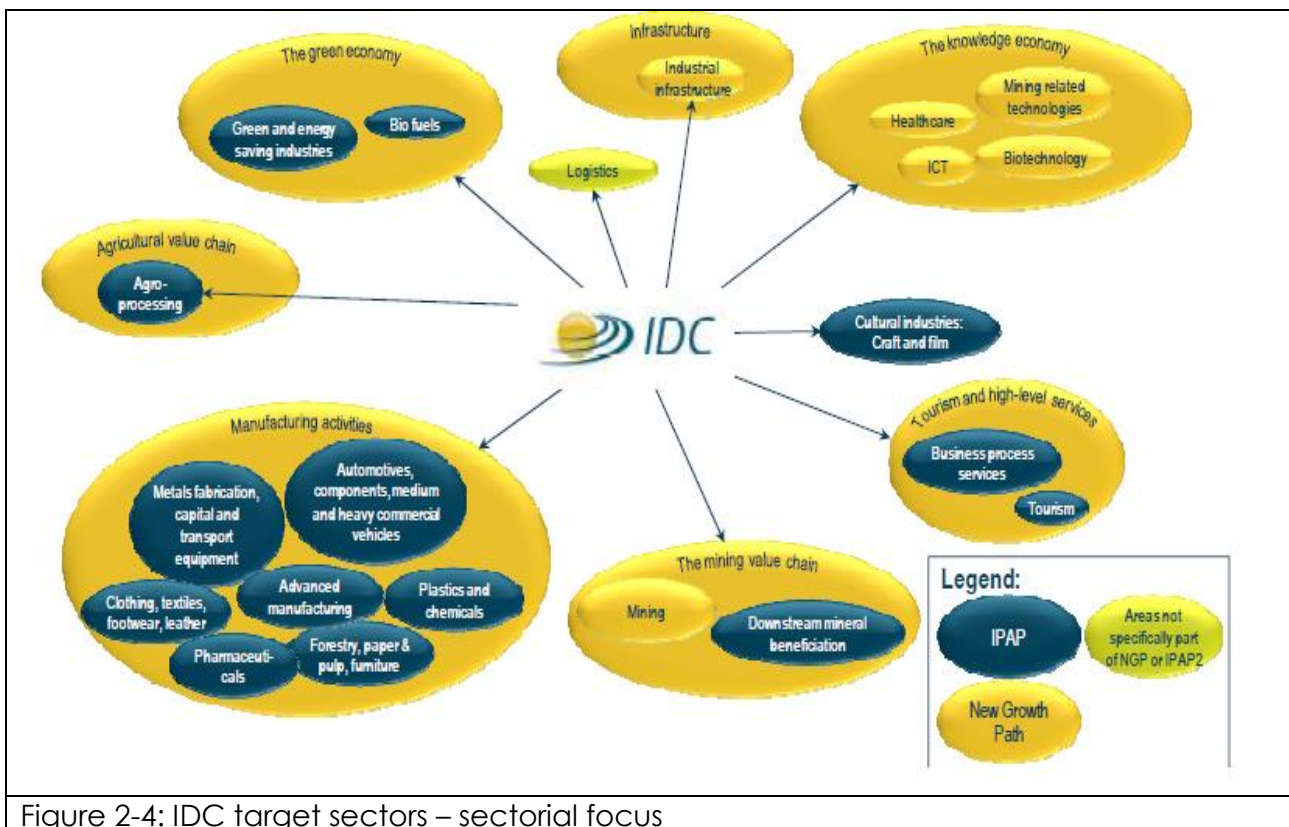 The green economy
Green and energy
saving industries
Bio fuels
Infrastructure
Industrial
infrastructure
The knowledge economy
Mining related
technologies
Healthcare
ICT
Biotechnology
Logistics
Agricultural value chain
Agro-
processing
IDC
Cultural industries:
Craft and film
Manufacturing activities
Metals fabrication,
capital and
transport
equipment
Automotives,
components, medium
and heavy commercial
vehicles
Clothing, textiles,
footwear, leather
Advanced
manufacturing
Plastics and
chemicals
Pharmaceuti-
cals
Forestry, paper &
pulp, furniture
The mining value chain
Mining
Downstream mineral
beneficiation
Tourism and high-level services
Business process
services
Tourism
Legend:
IPAP
Areas not
specifically part
of NGP or IPAP2
New Growth
Path
Figure 2-4: IDC target sectors – sectorial focus